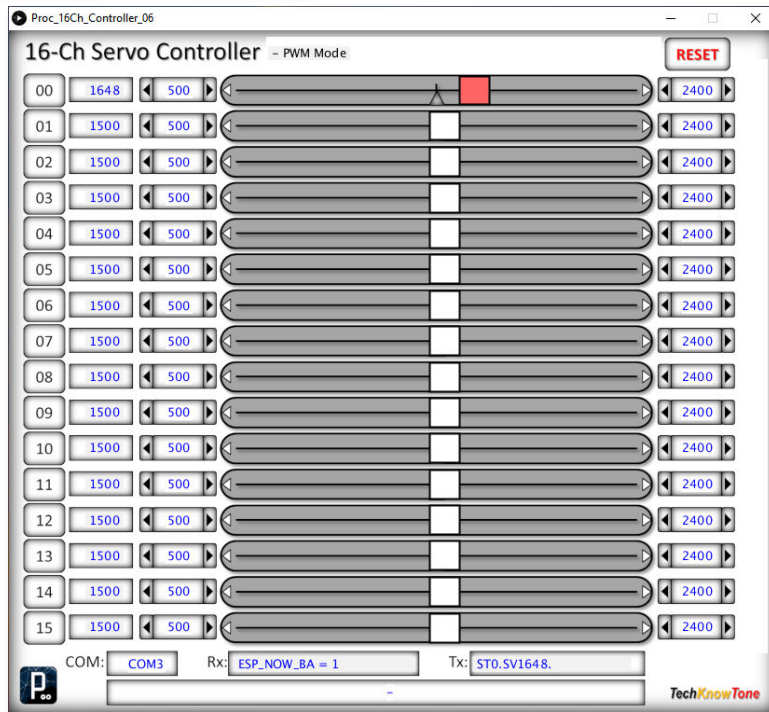 Proc_16Ch_Controller_06
16-Ch Servo Controller - PWM Mode RESET
00 1648 500 2400
01 1500 500 2400
02 1500 500 2400
03 1500 500 2400
04 1500 500 2400
05 1500 500 2400
06 1500 500 2400
07 1500 500 2400
08 1500 500 2400
09 1500 500 2400
10 1500 500 2400
11 1500 500 2400
12 1500 500 2400
13 1500 500 2400
14 1500 500 2400
15 1500 500 2400
COM: COM3 Rx: ESP_NOW_BA = 1 Tx: ST0.SV1648.
P - TechKnowTone